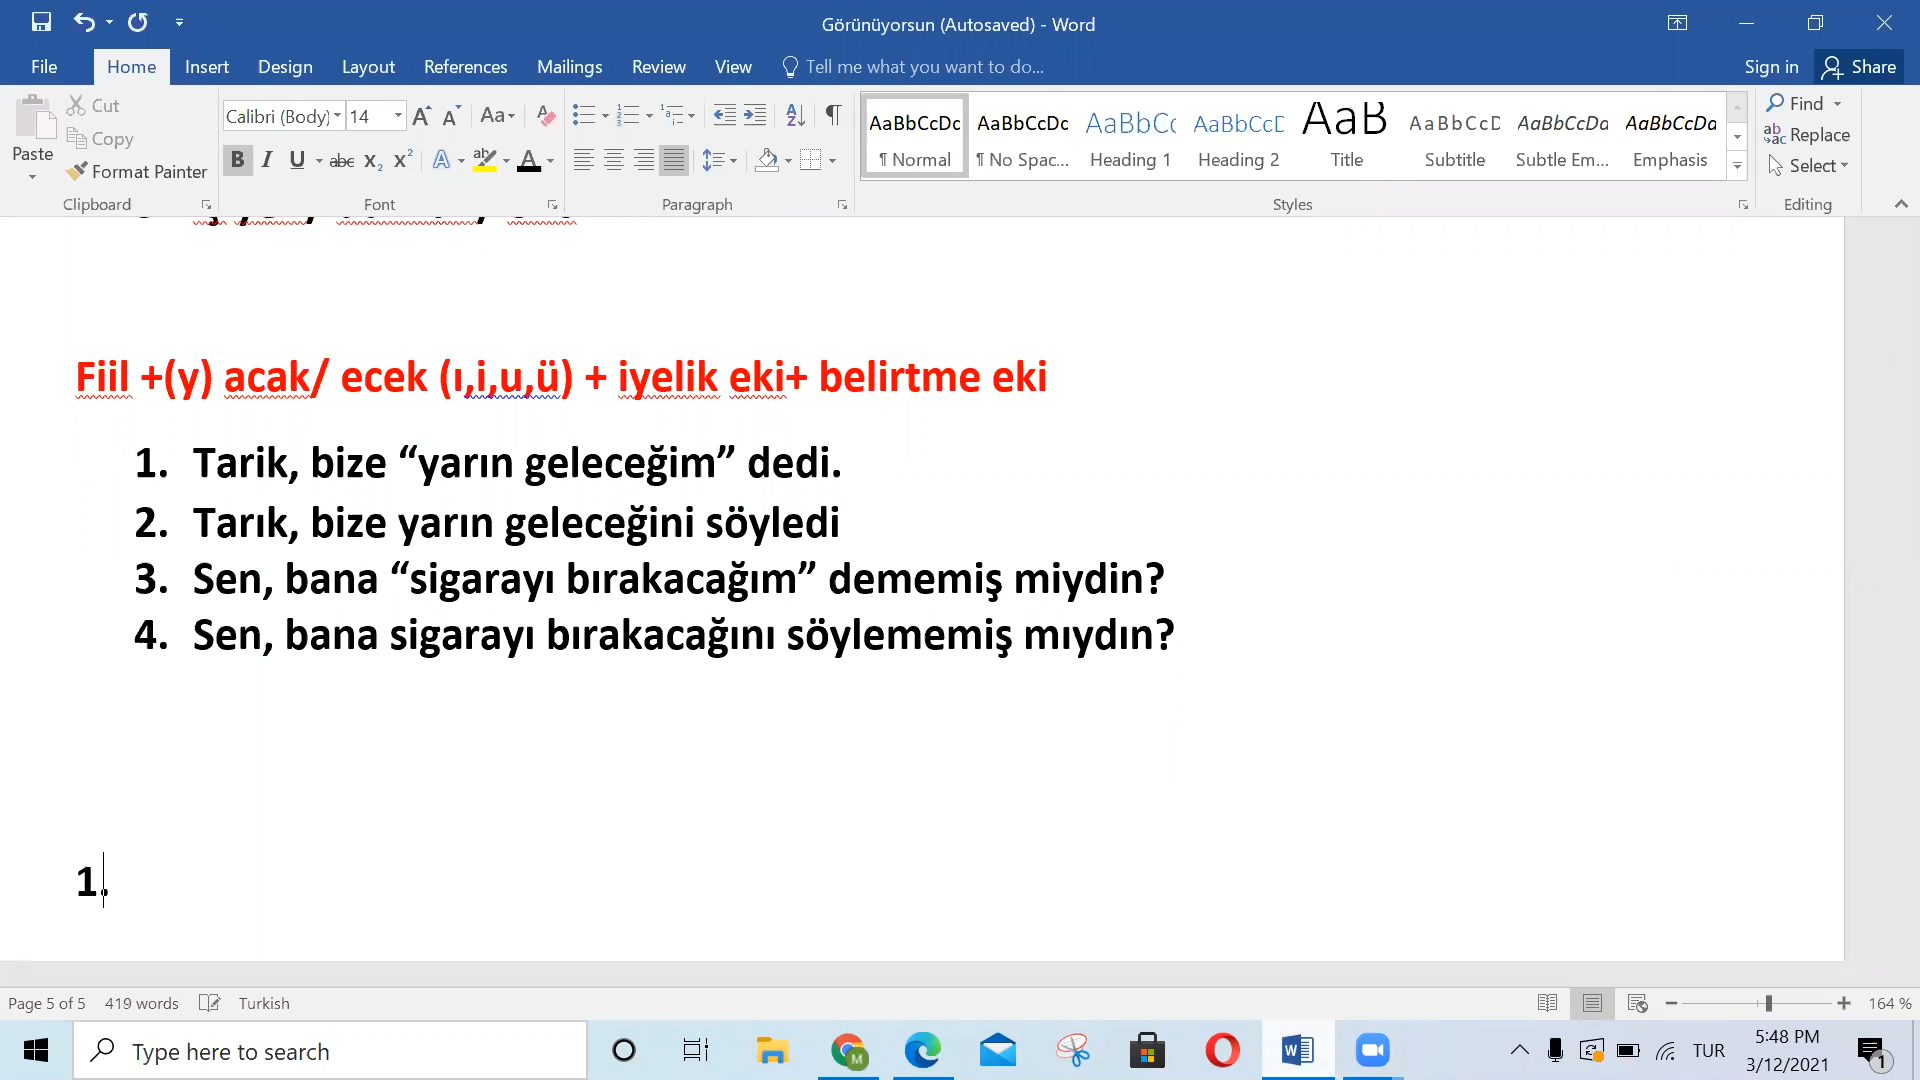 Görünüyorsun (Autosaved) - Word
File Home Insert Design Layout References Mailings Review View Tell me what you want to do... Sign in Share
Paste Cut Copy Format Painter
Calibri (Body) 14
AaBbCcDc AaBbCcDc AaBbCc AaBbCcD AaB AaBbCcD AaBbCcDd AaBbCcDd
¶ Normal ¶ No Spac... Heading 1 Heading 2 Title Subtitle Subtle Em... Emphasis
Find Replace Select
Clipboard Font Paragraph Styles Editing
Fiil +(y) acak/ ecek (ı,i,u,ü) + iyelik eki+ belirtme eki
1. Tarik, bize “yarın geleceğim” dedi.
2. Tarık, bize yarın geleceğini söyledi
3. Sen, bana “sigarayı bırakacağım” dememiş miydin?
4. Sen, bana sigarayı bırakacağını söylememiş mıydın?
1.
Page 5 of 5 419 words Turkish 164 %
Type here to search TUR 5:48 PM
3/12/2021 1